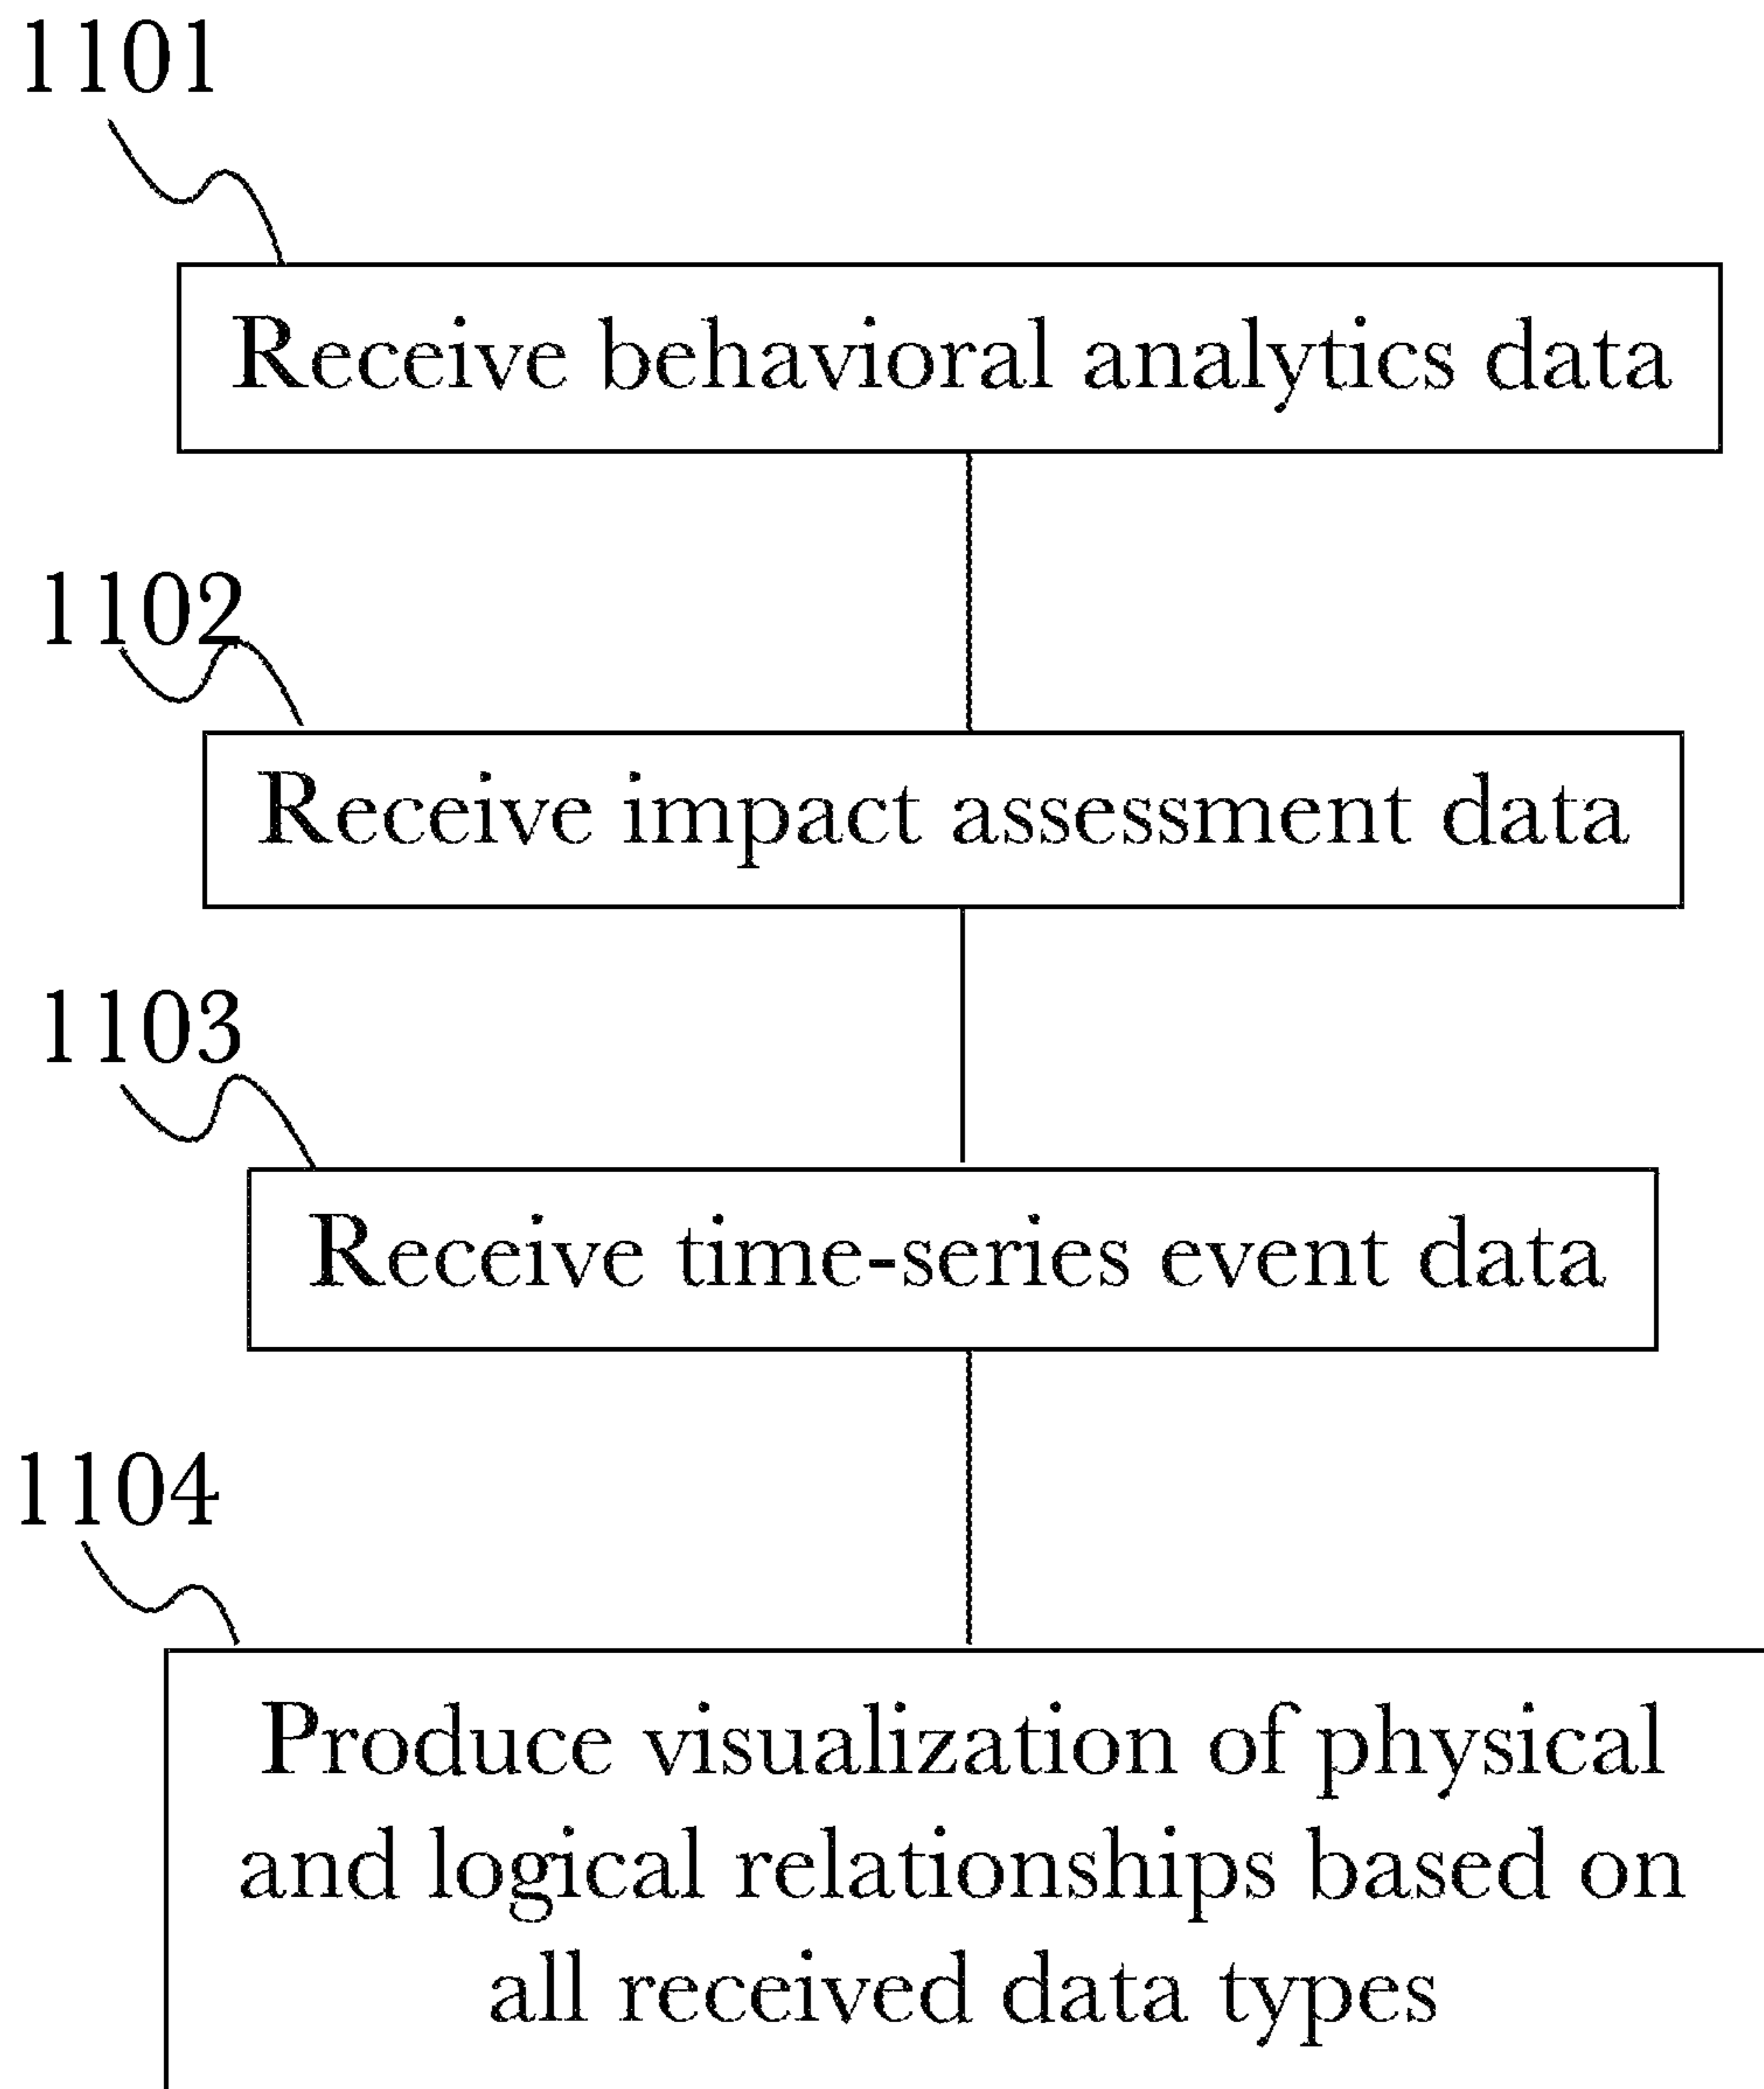 1101
Receive behavioral analytics data
1102
Receive impact assessment data
1103
Receive time-series event data
1104
Produce visualization of physical
and logical relationships based on
all received data types